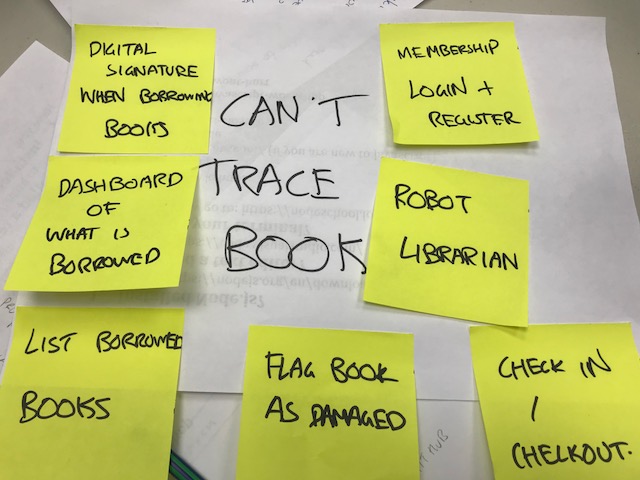 DIGITAL
SIGNATURE
WHEN BORROWING
BOOKS
CAN'T
TRACE
BOOK
MEMBERSHIP
LOGIN +
REGISTER
DASHBOARD
OF
WHAT IS
BORROWED
ROBOT
LIBRARIAN
LIST BORROWED
BOOKS
FLAG BOOK
AS DAMAGED
CHECK IN
/
CHECKOUT.